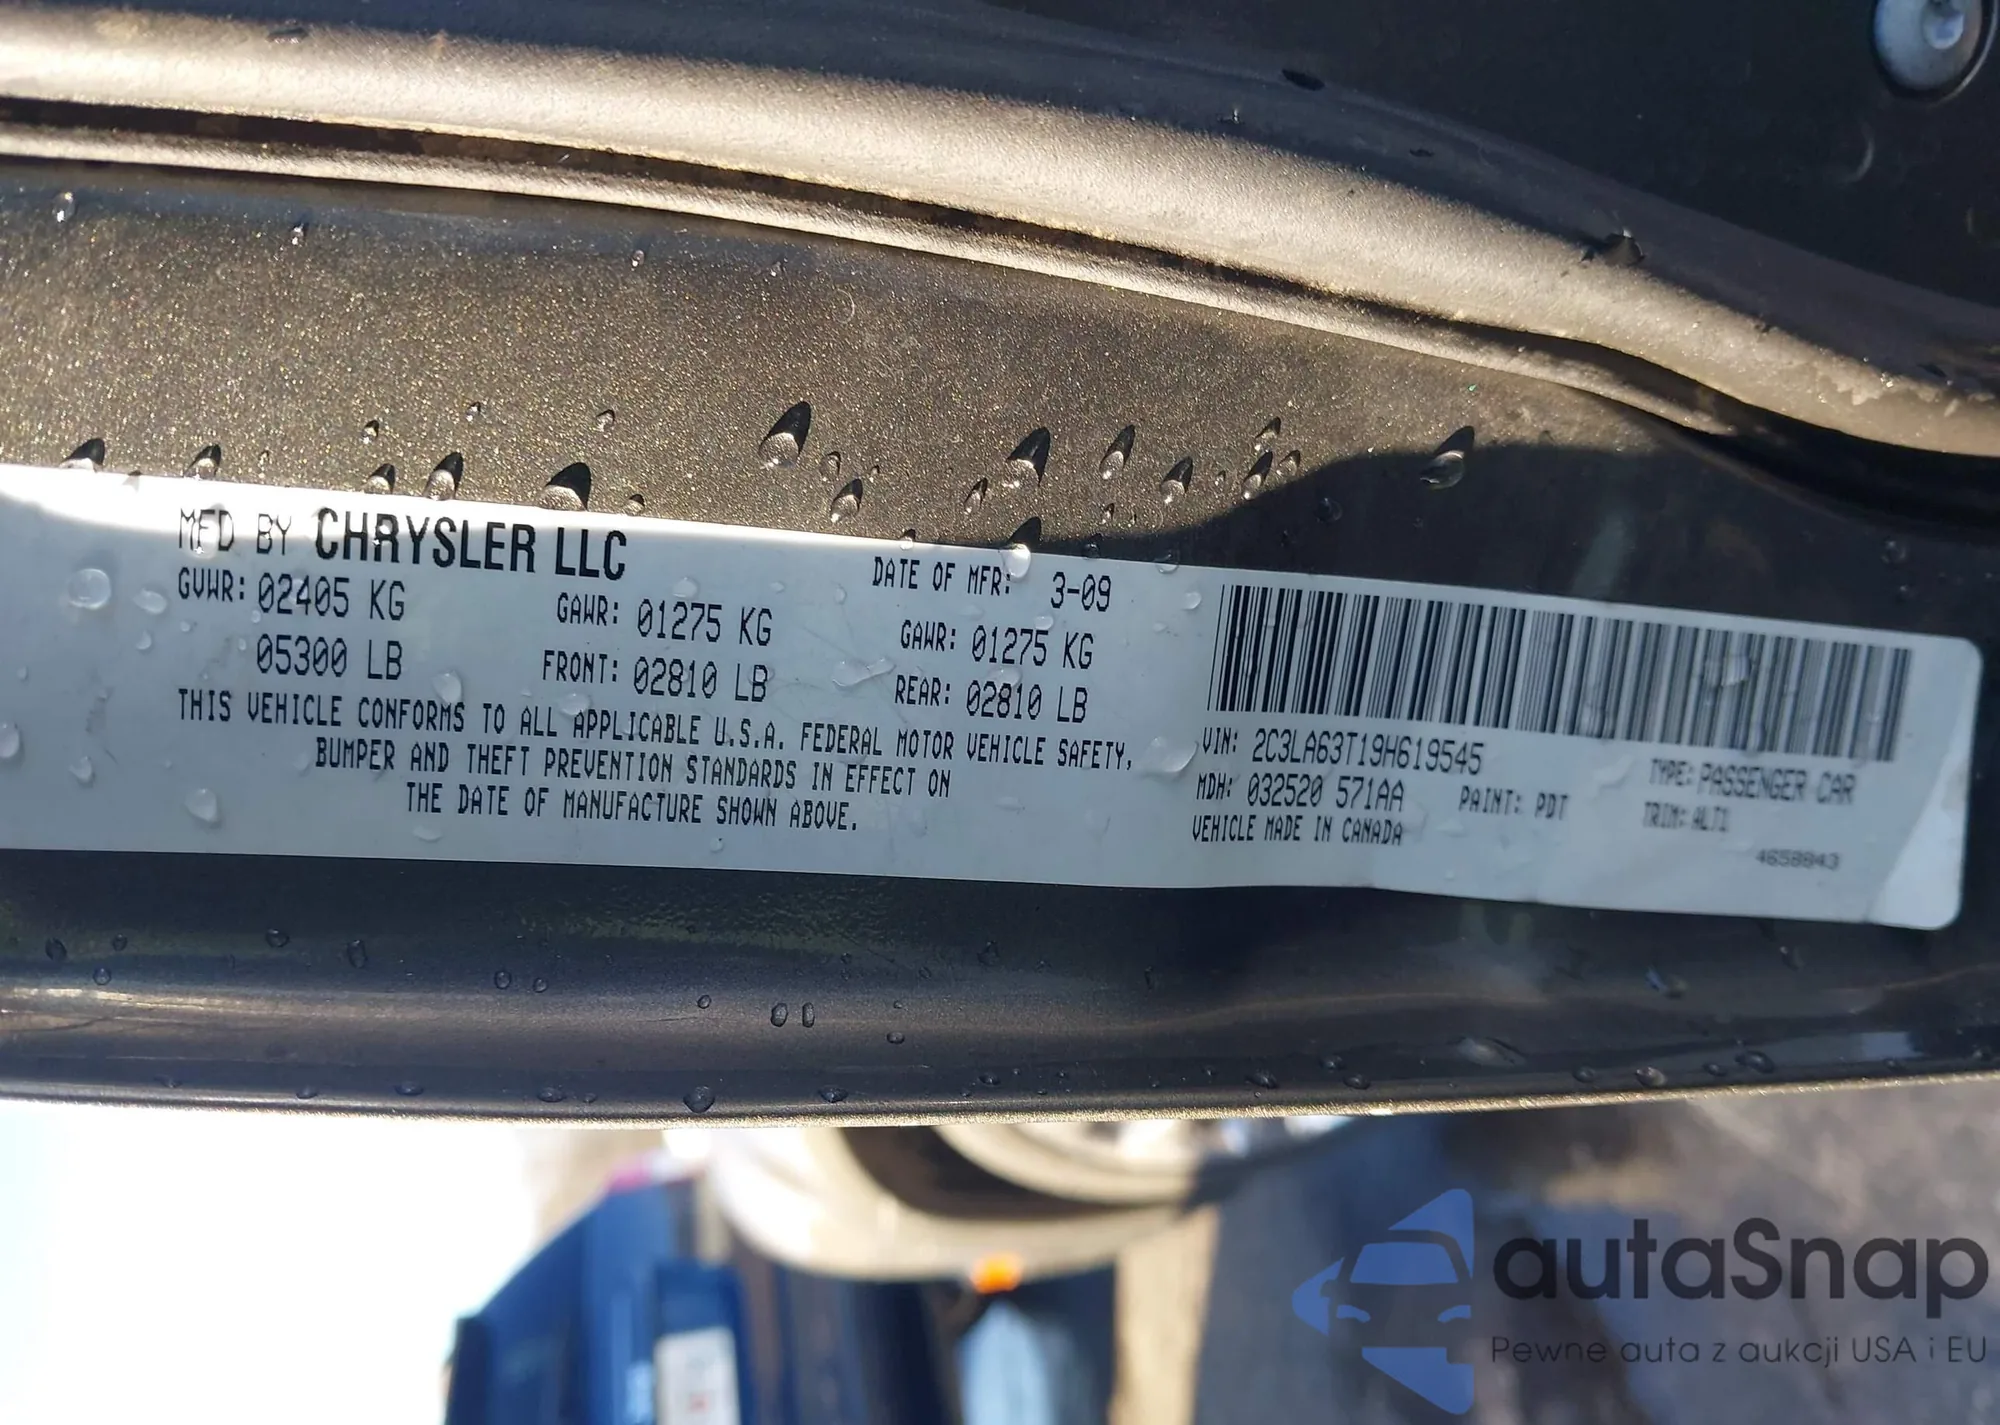 MFD BY CHRYSLER LLC
DATE OF MFR: 3-09
GVWR: 02405 KG
GAWR: 01275 KG
GAWR: 01275 KG
05300 LB
FRONT: 02810 LB
REAR: 02810 LB
THIS VEHICLE CONFORMS TO ALL APPLICABLE U.S.A. FEDERAL MOTOR VEHICLE SAFETY,
BUMPER AND THEFT PREVENTION STANDARDS IN EFFECT ON
THE DATE OF MANUFACTURE SHOWN ABOVE.
VIN: 2C3LA63T19H619545
TYPE: PASSENGER CAR
MDH: 032520 571AA
PAINT: PDT
TRIM: ALT1
VEHICLE MADE IN CANADA
4658843
autaSnap
Pewne auta z aukcji USA i EU